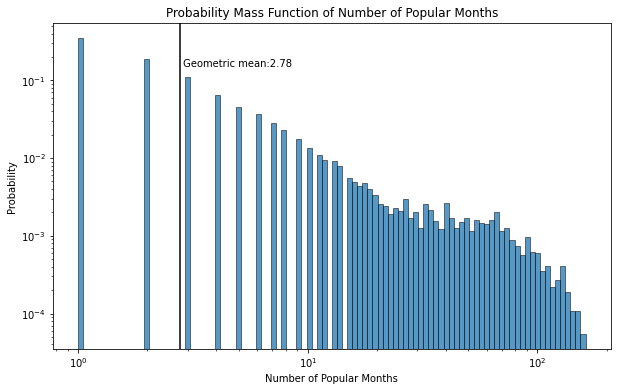 Probability Mass Function of Number of Popular Months
Geometric mean:2.78
Probability
10⁻¹
10⁻²
10⁻³
10⁻⁴
10⁰
10¹
10²
Number of Popular Months